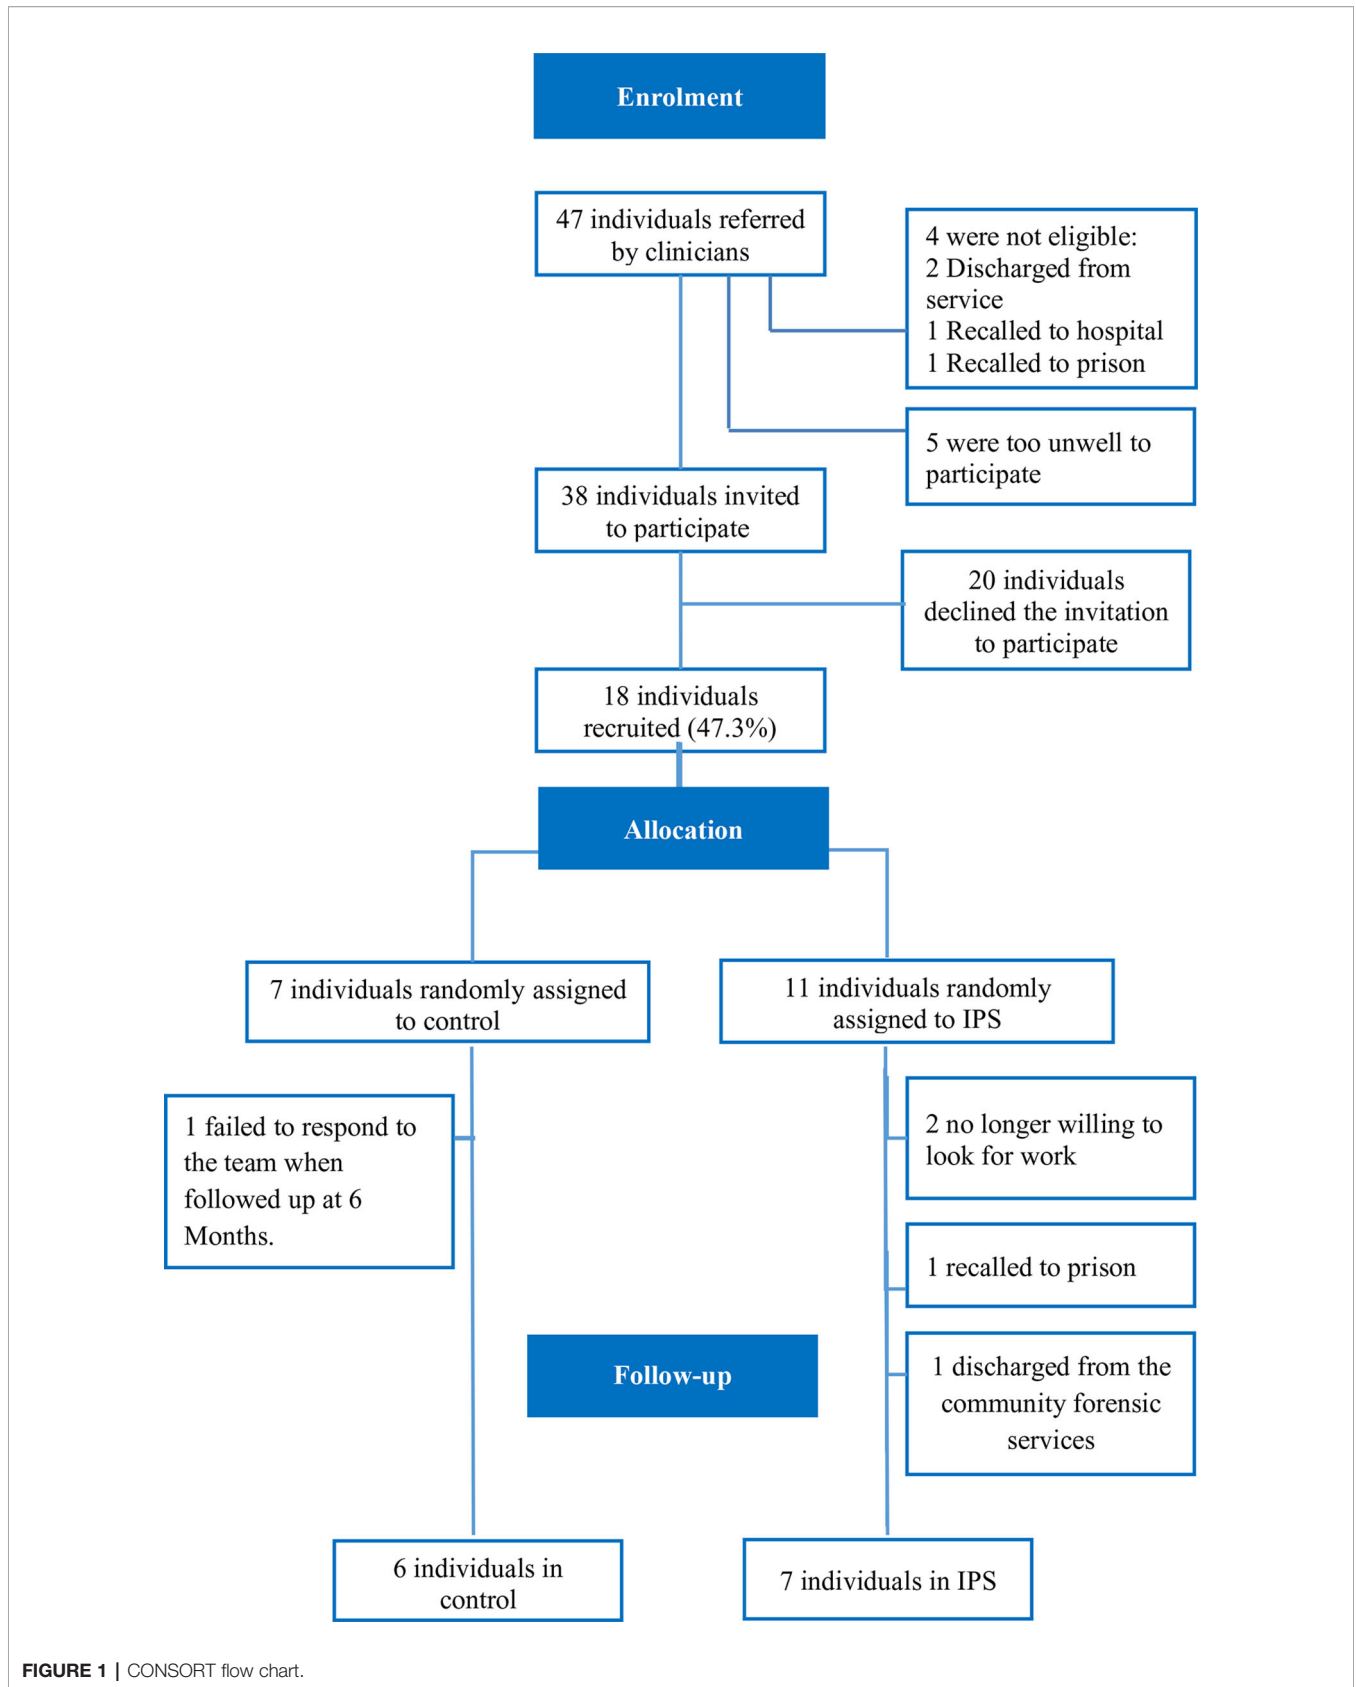 Enrolment
47 individuals referred
by clinicians
4 were not eligible:
2 Discharged from
service
1 Recalled to hospital
1 Recalled to prison
5 were too unwell to
participate
38 individuals invited
to participate
20 individuals
declined the invitation
to participate
18 individuals
recruited (47.3%)
Allocation
7 individuals randomly assigned
to control
11 individuals randomly
assigned to IPS
1 failed to respond to
the team when
followed up at 6
Months.
2 no longer willing to
look for work
1 recalled to prison
Follow-up
1 discharged from the
community forensic
services
6 individuals in
control
7 individuals in IPS
FIGURE 1 | CONSORT flow chart.